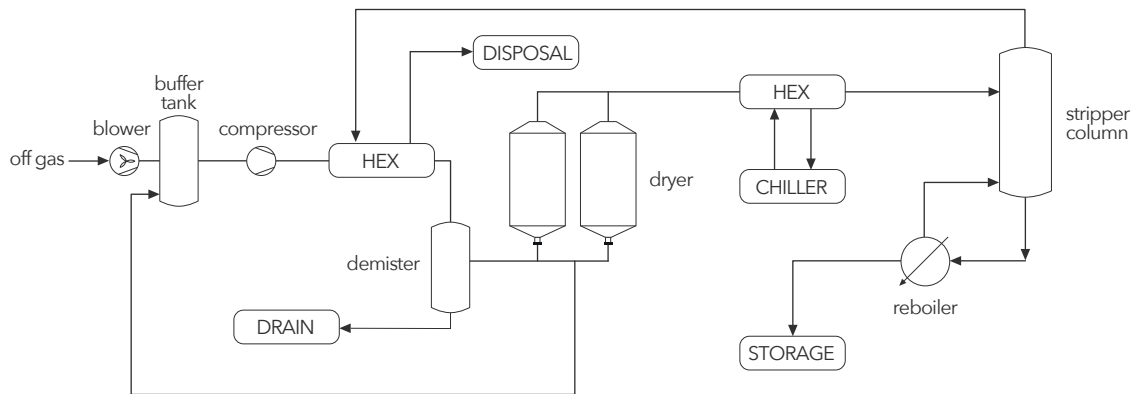 DISPOSAL
buffer
tank
blower
compressor
off gas
HEX
HEX
stripper
column
dryer
CHILLER
demister
reboiler
DRAIN
STORAGE